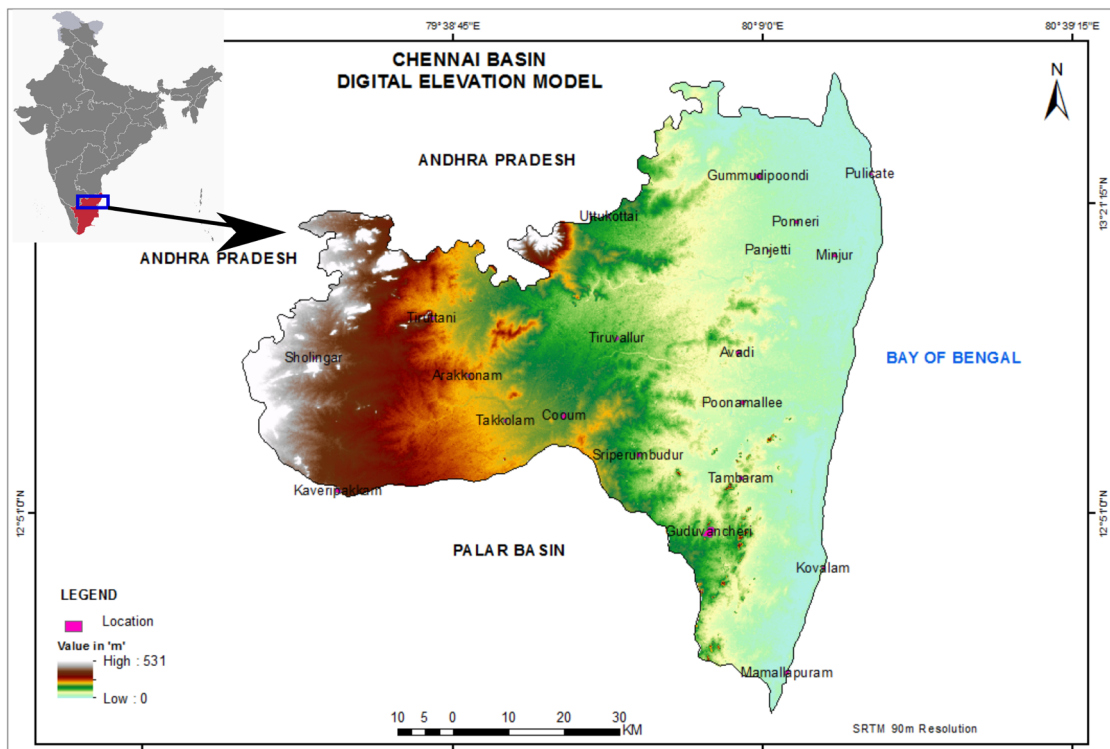 79°38'45"E
80°9'0"E
80°39'15"E
CHENNAI BASIN
DIGITAL ELEVATION MODEL
N
ANDHRA PRADESH
Gummudipoondi
Pulicate
13°21'15"N
Uttukottai
Ponneri
ANDHRA PRADESH
Panjetti
Minjur
Tiruttani
Tiruvallur
Sholingar
Avadi
BAY OF BENGAL
Arakkonam
Poonamallee
Takkolam
Cooum
Sriperumbudur
Tambaram
Kaveripakkam
12°51'0"N
12°51'0"N
Guduvancheri
PALAR BASIN
Kovalam
LEGEND
Location
Value in 'm'
High : 531
Low : 0
Mamallapuram
10 5 0 10 20 30
KM
SRTM 90m Resolution